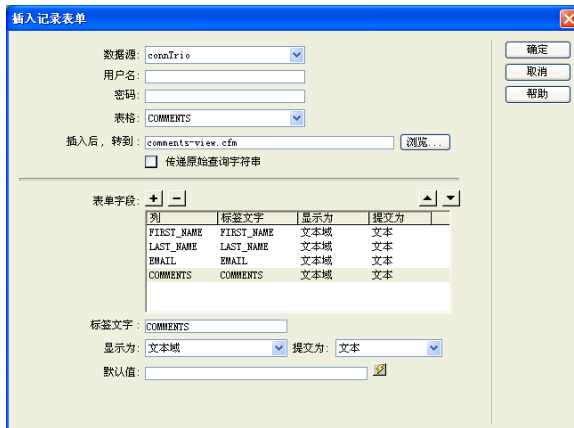 插入记录表单
数据源: connTrio
确定
用户名:
取消
密码:
帮助
表格: COMMENTS
插入后，转到: comments-view.cfm 浏览...
传递原始查询字符串
表单字段:
列 标签文字 显示为 提交为
FIRST_NAME FIRST_NAME 文本域 文本
LAST_NAME LAST_NAME 文本域 文本
EMAIL EMAIL 文本域 文本
COMMENTS COMMENTS 文本域 文本
标签文字: COMMENTS
显示为: 文本域 提交为: 文本
默认值: